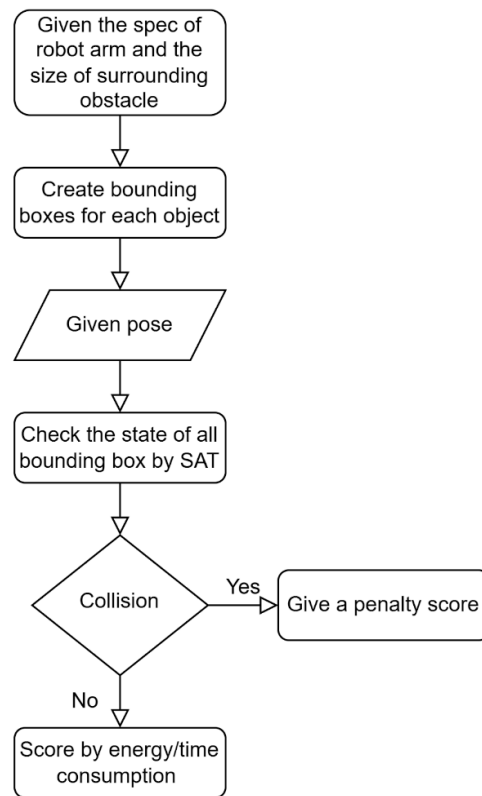 Given the spec of
robot arm and the
size of surrounding
obstacle
Create bounding
boxes for each object
Given pose
Check the state of all
bounding box by SAT
Collision
Yes
Give a penalty score
No
Score by energy/time
consumption